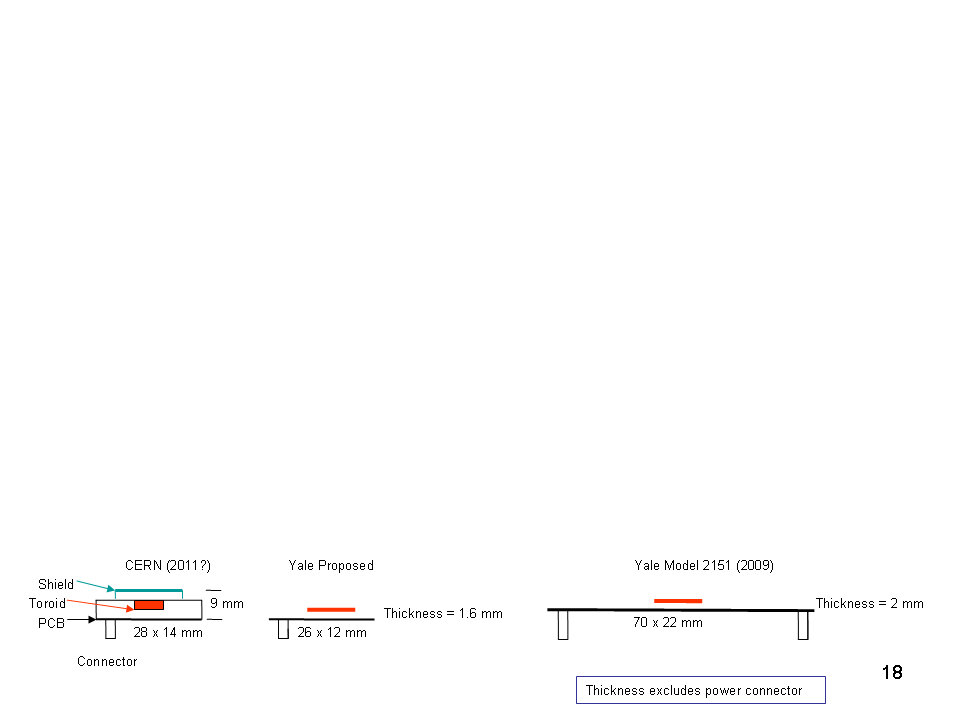 CERN (2011?)
Yale Proposed
Yale Model 2151 (2009)
Shield
Toroid
PCB
9 mm
28 x 14 mm
26 x 12 mm
Thickness = 1.6 mm
70 x 22 mm
Thickness = 2 mm
Connector
Thickness excludes power connector
18